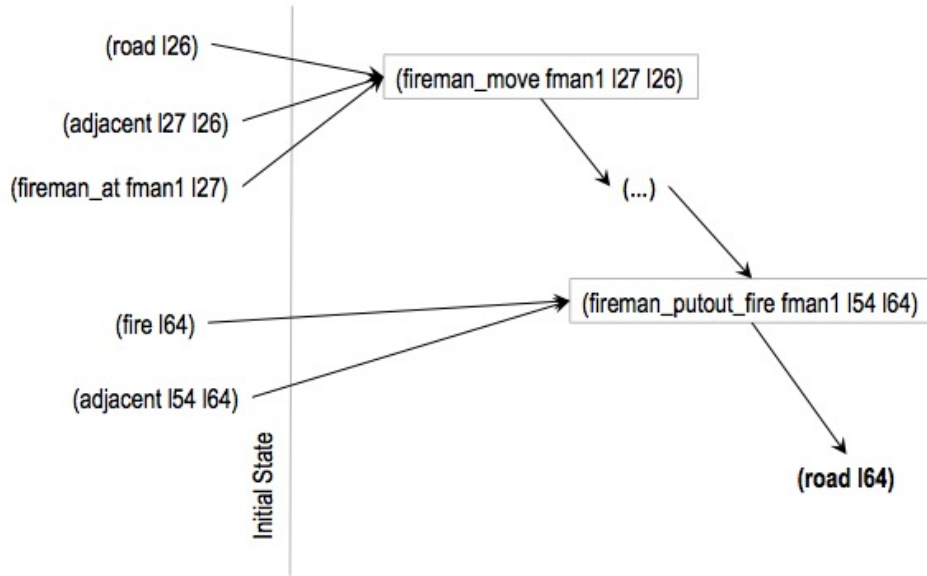 (road l26)
(fireman_move fman1 l27 l26)
(adjacent l27 l26)
(fireman_at fman1 l27)
(...)
(fire l64)
(fireman_putout_fire fman1 l54 l64)
(adjacent l54 l64)
Initial State
(road l64)